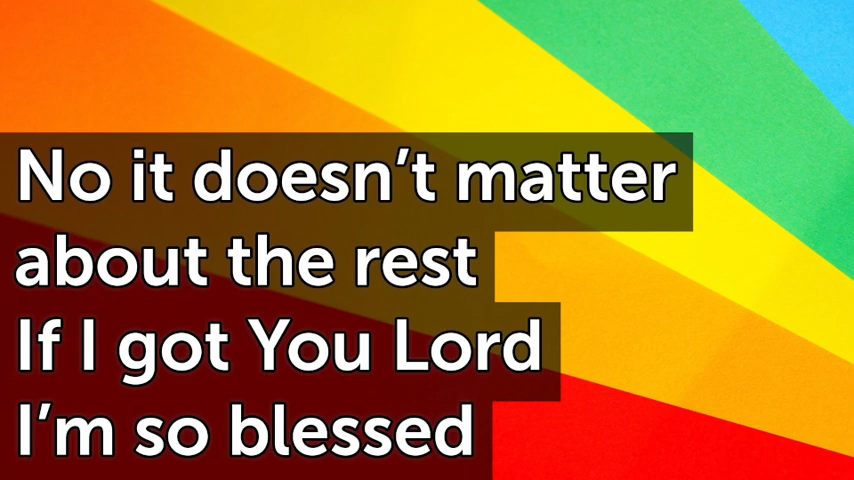 No it doesn’t matter
about the rest
If I got You Lord
I’m so blessed